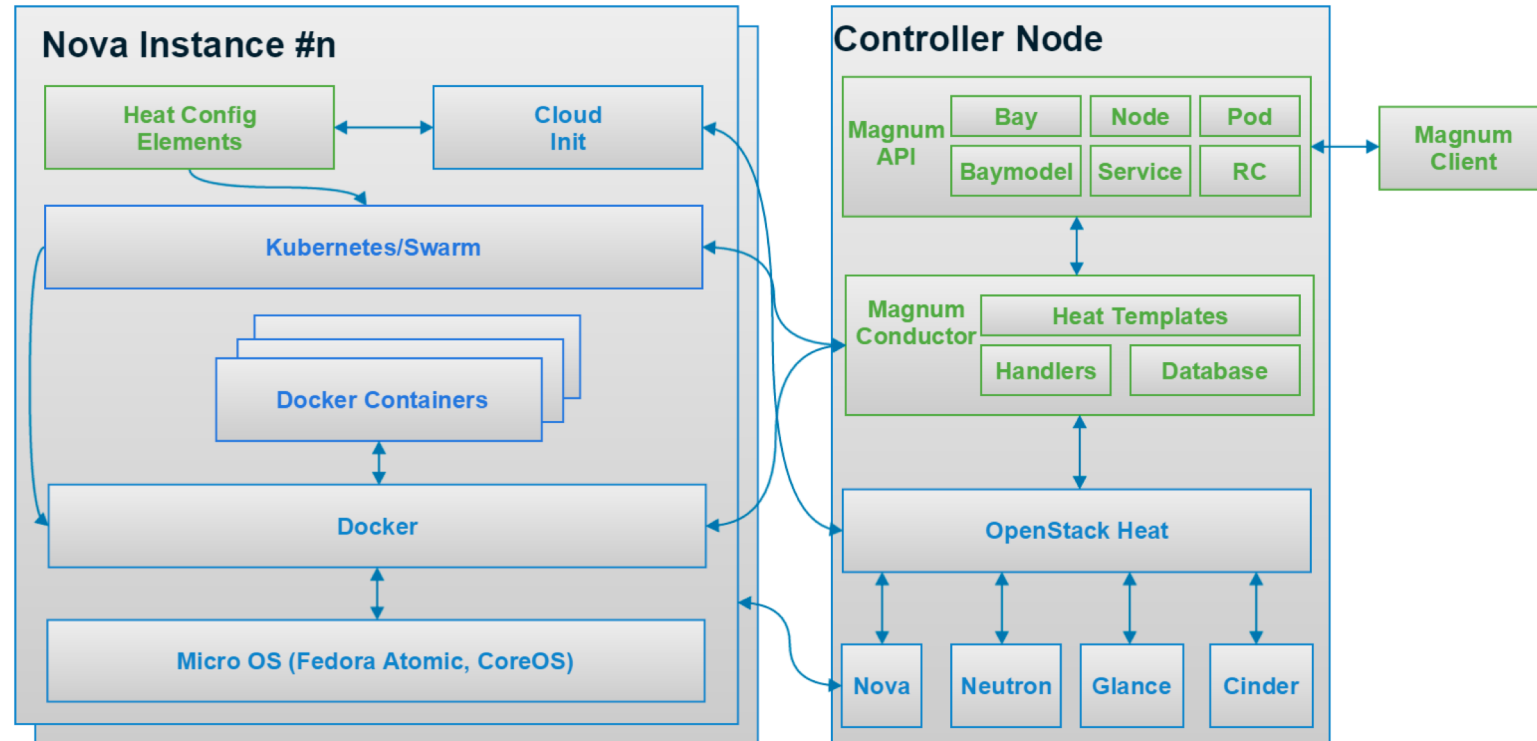 Nova Instance #n
Heat Config
Elements
Cloud
Init
Kubernetes/Swarm
Docker Containers
Docker
Micro OS (Fedora Atomic, CoreOS)
Controller Node
Magnum
API
Bay
Node
Pod
Baymodel
Service
RC
Magnum
Client
Magnum
Conductor
Heat Templates
Handlers
Database
OpenStack Heat
Nova
Neutron
Glance
Cinder